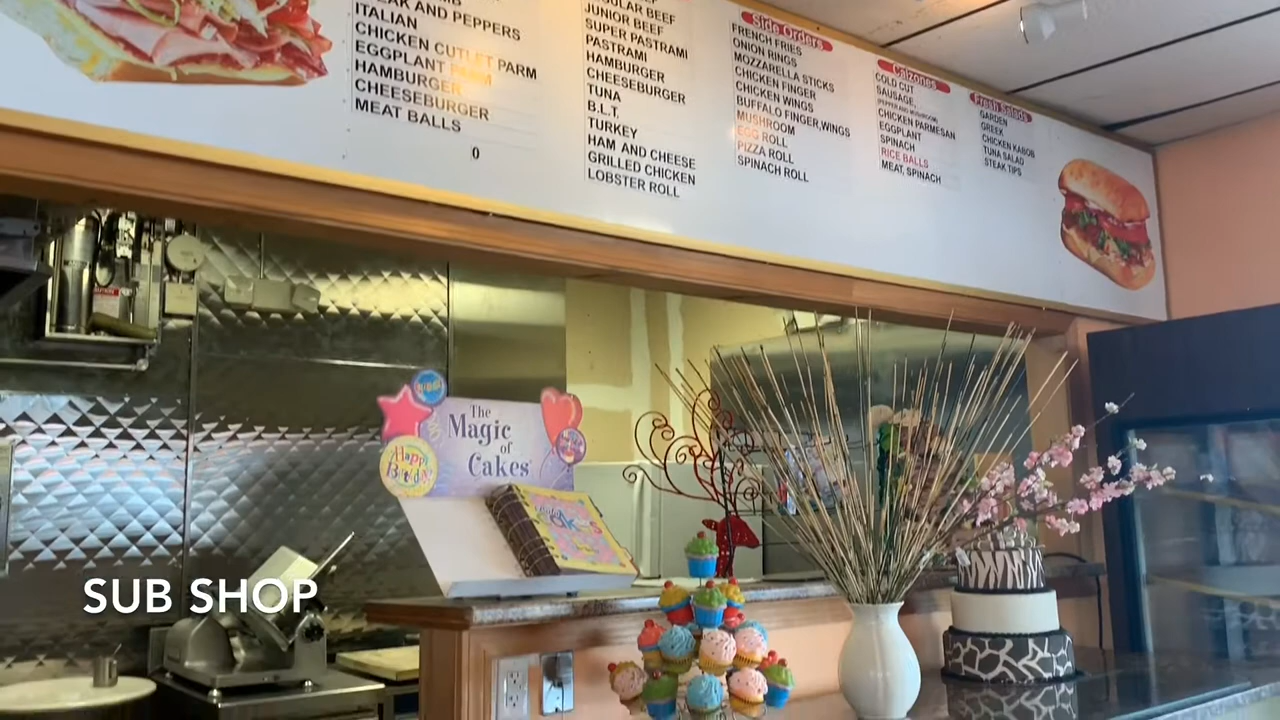 AK AND PEPPERS
ITALIAN
CHICKEN CUTLET PARM
EGGPLANT PARM
HAMBURGER
CHEESEBURGER
MEAT BALLS
0
JUNIOR BEEF
SUPER PASTRAMI
PASTRAMI
HAMBURGER
CHEESEBURGER
TUNA
B.L.T.
TURKEY
HAM AND CHEESE
GRILLED CHICKEN
LOBSTER ROLL
Side Orders
FRENCH FRIES
ONION RINGS
MOZZARELLA STICKS
CHICKEN FINGER
CHICKEN WINGS
BUFFALO FINGER,WINGS
MUSHROOM
EGG ROLL
PIZZA ROLL
SPINACH ROLL
Calzones
COLD CUT
SAUSAGE,
(PEPPER AND MUSHROOM)
CHICKEN PARMESAN
EGGPLANT
SPINACH
RICE BALLS
MEAT, SPINACH
Fresh Salads
GARDEN
GREEK
CHICKEN KABOB
TUNA SALAD
STEAK TIPS
The
Magic
of
Cakes
Happy
Birthday
Cakes
SUB SHOP